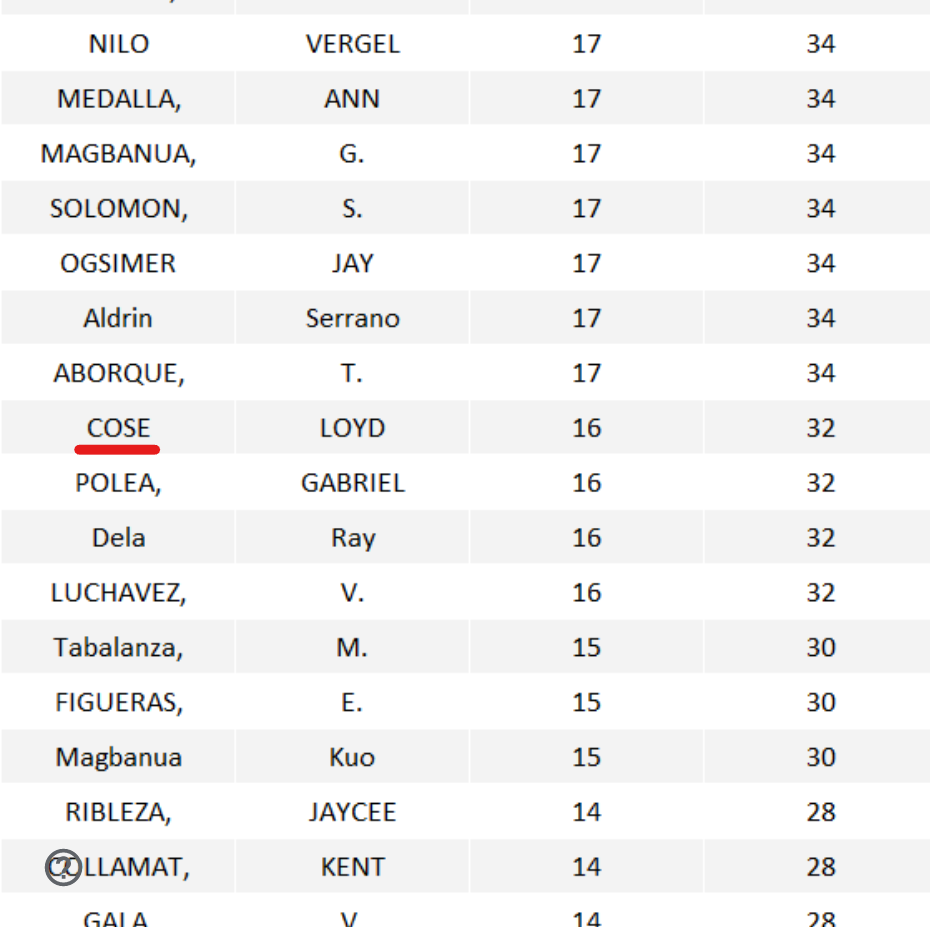 NILO VERGEL 17 34
MEDALLA, ANN 17 34
MAGBANUA, G. 17 34
SOLOMON, S. 17 34
OGSIMER JAY 17 34
Aldrin Serrano 17 34
ABORQUE, T. 17 34
COSE LOYD 16 32
POLEA, GABRIEL 16 32
Dela Ray 16 32
LUCHAVEZ, V. 16 32
Tabalanza, M. 15 30
FIGUERAS, E. 15 30
Magbanua Kuo 15 30
RIBLEZA, JAYCEE 14 28
KENT 14 28
GALA V 14 28